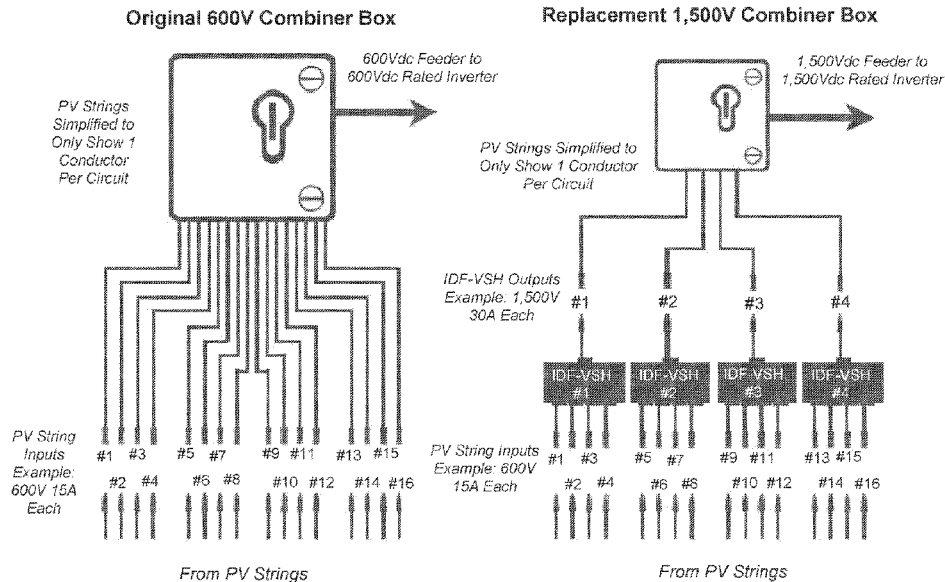 Original 600V Combiner Box
600Vdc Feeder to
600Vdc Rated Inverter
PV Strings
Simplified to
Only Show 1
Conductor
Per Circuit
PV String
Inputs
Example:
600V 15A
Each
#1 #3 #5 #7 #9 #11 #13 #15
#2 #4 #6 #8 #10 #12 #14 #16
From PV Strings
Replacement 1,500V Combiner Box
1,500Vdc Feeder to
1,500Vdc Rated Inverter
PV Strings Simplified to
Only Show 1 Conductor
Per Circuit
IDF-VSH Outputs
Example: 1,500V
30A Each
#1 #2 #3 #4
IDF-VSH IDF-VSH IDF-VSH IDF-VSH
#1 #2 #3 #4
PV String Inputs
Example: 600V
15A Each
#1 #3 #5 #7 #9 #11 #13 #15
#2 #4 #6 #8 #10 #12 #14 #16
From PV Strings